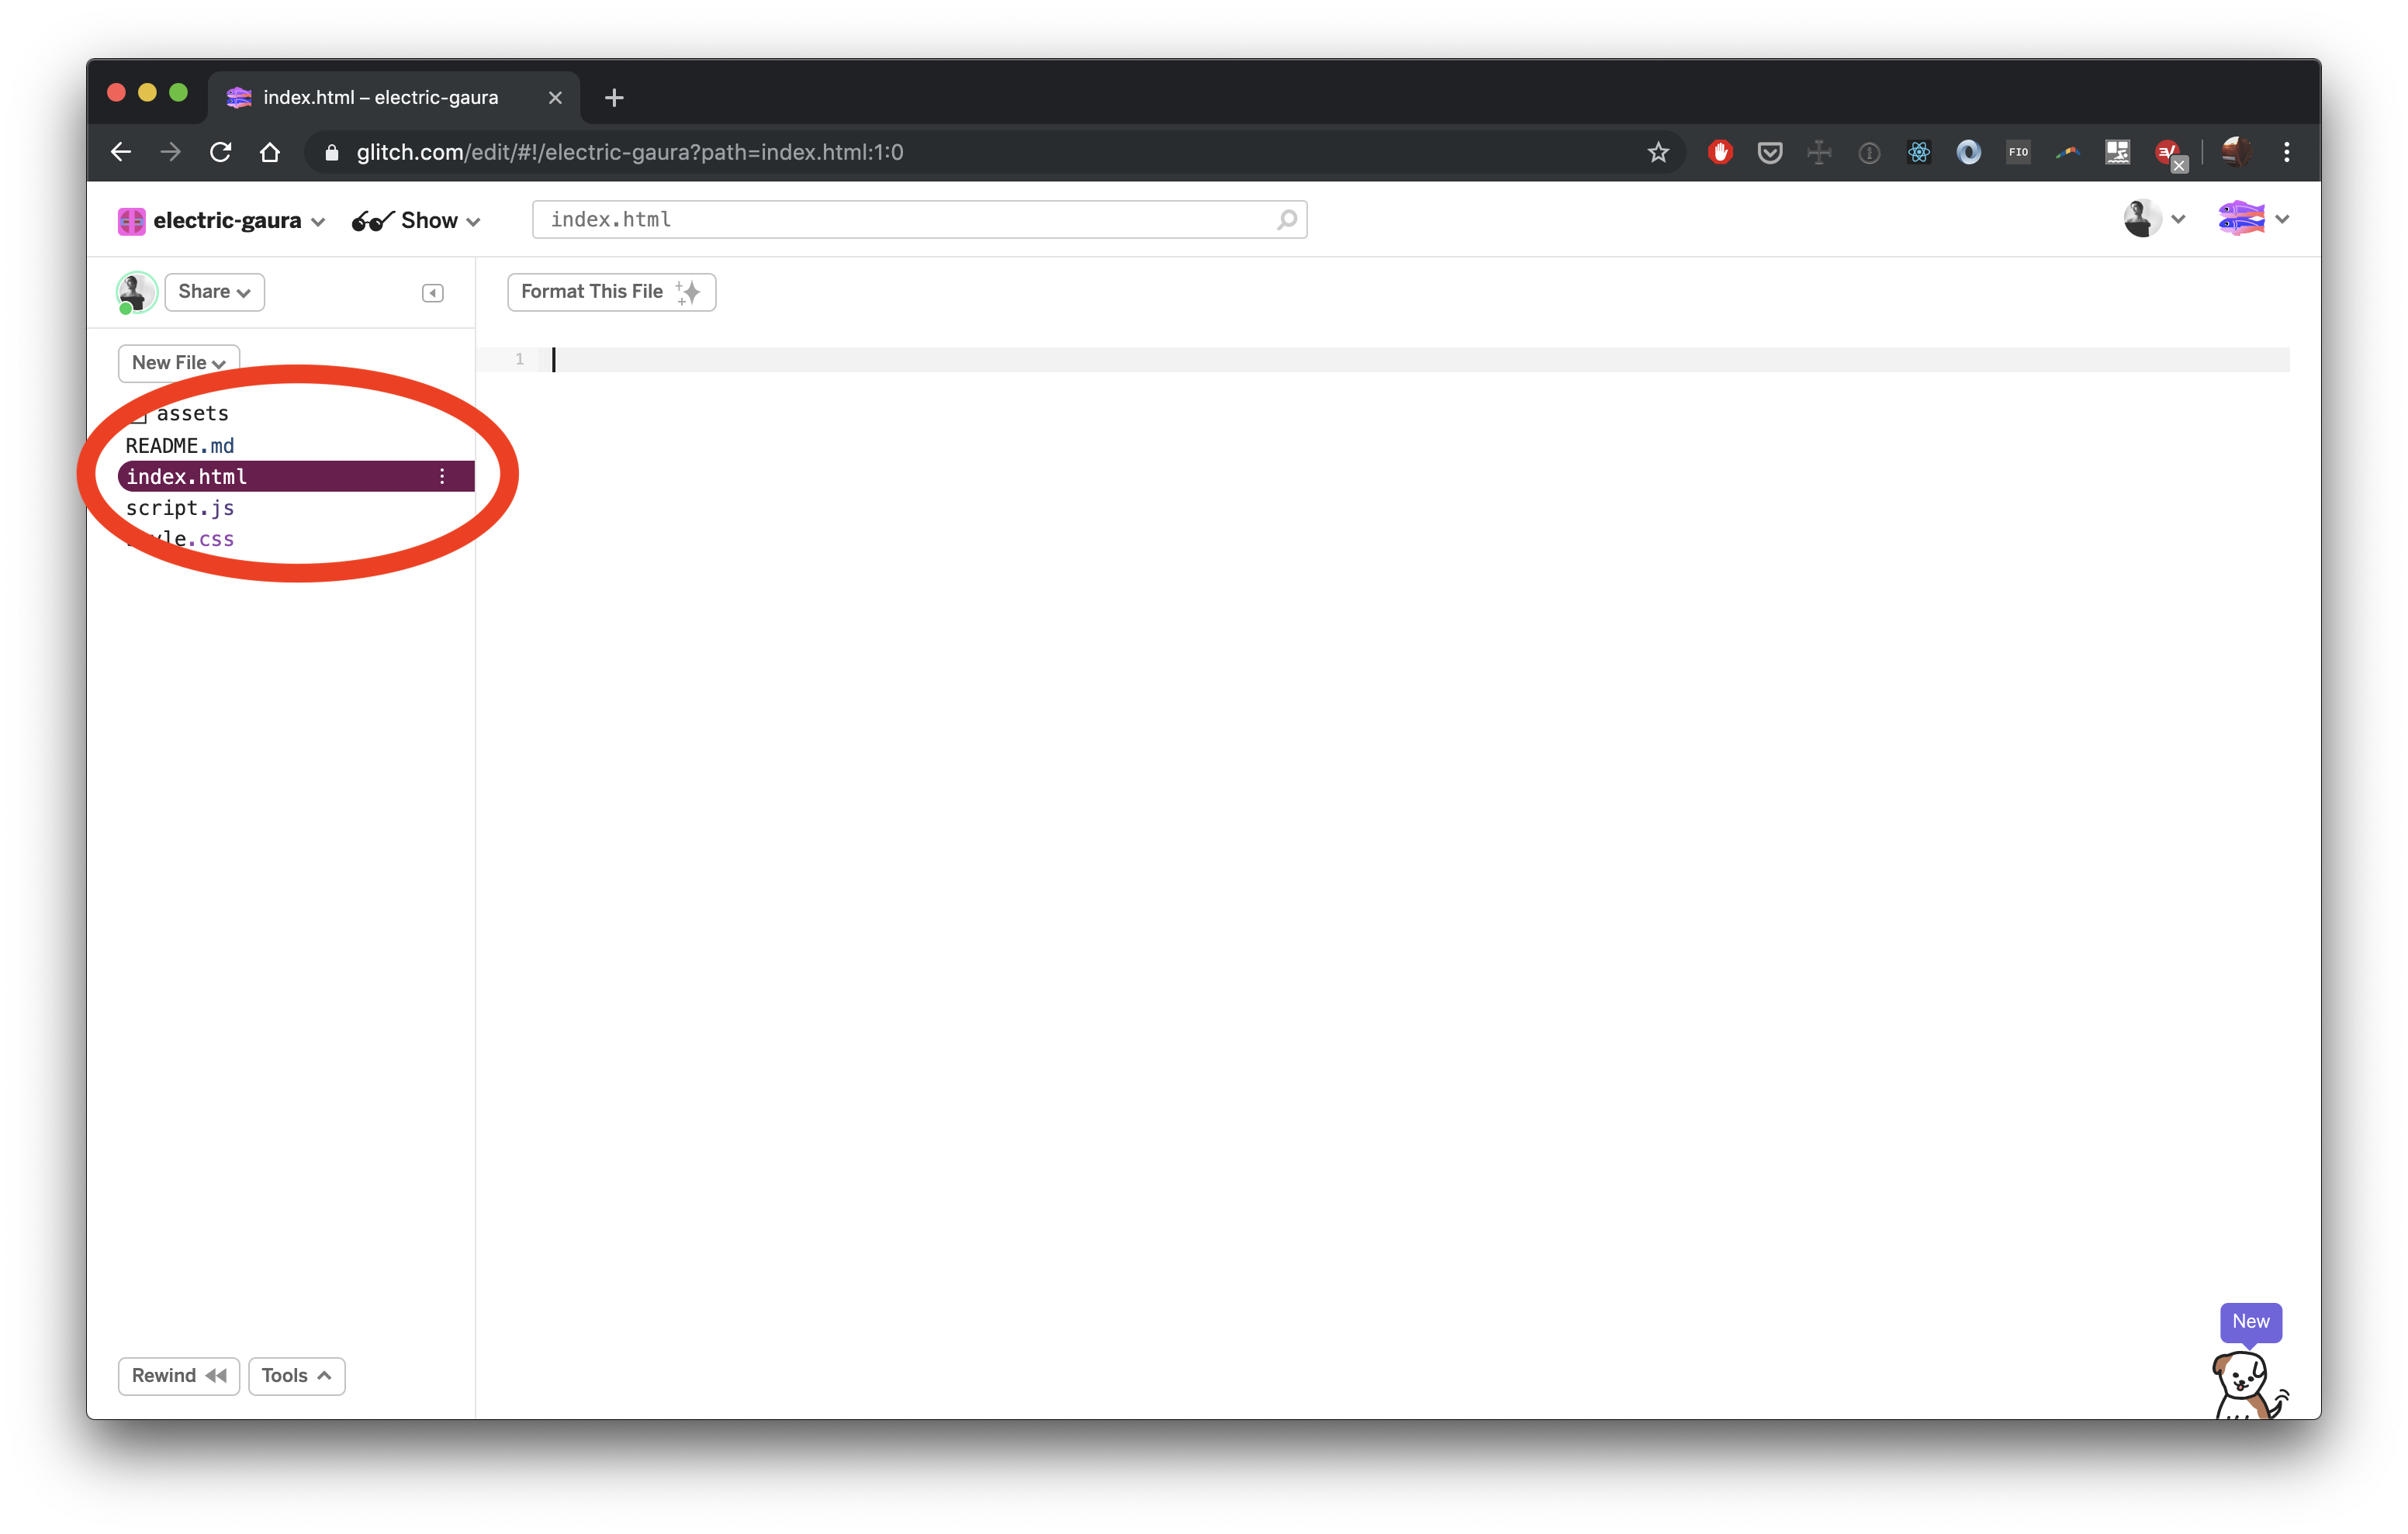 index.html – electric-gaura
glitch.com/edit/#!/electric-gaura?path=index.html:1:0
FIO
electric-gaura
Show
index.html
Share
Format This File
New File
1
assets
README.md
index.html
script.js
.css
Rewind
Tools
New